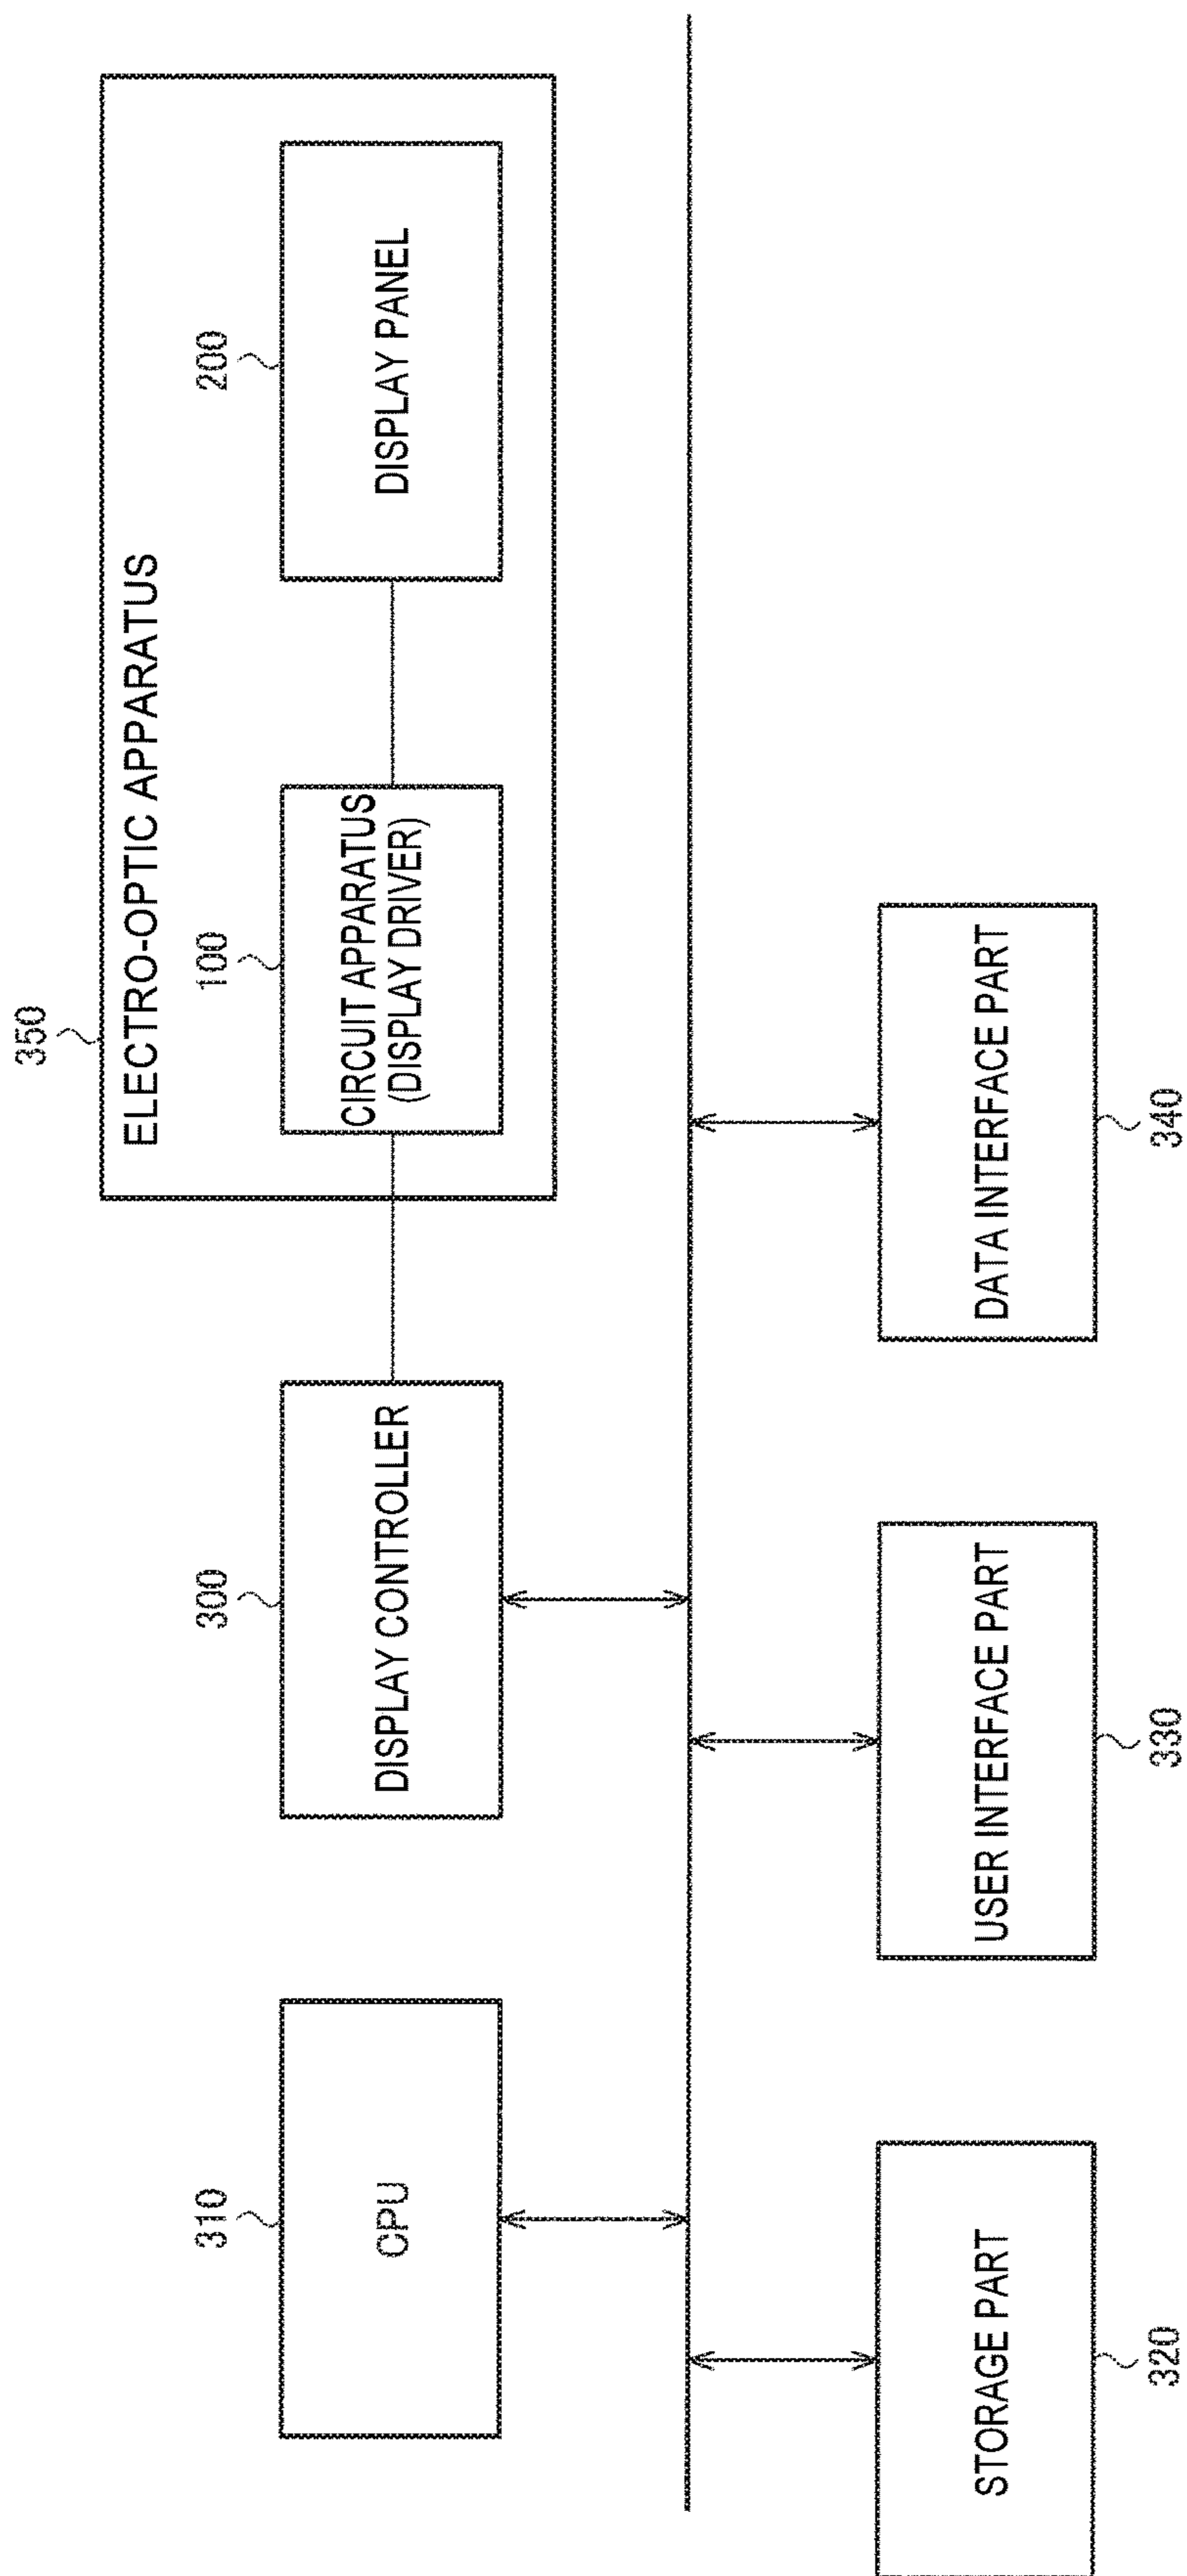 350
ELECTRO-OPTIC APPARATUS
310
300
100
200
CPU
DISPLAY CONTROLLER
CIRCUIT APPARATUS
(DISPLAY DRIVER)
DISPLAY PANEL
STORAGE PART
USER INTERFACE PART
DATA INTERFACE PART
320
330
340